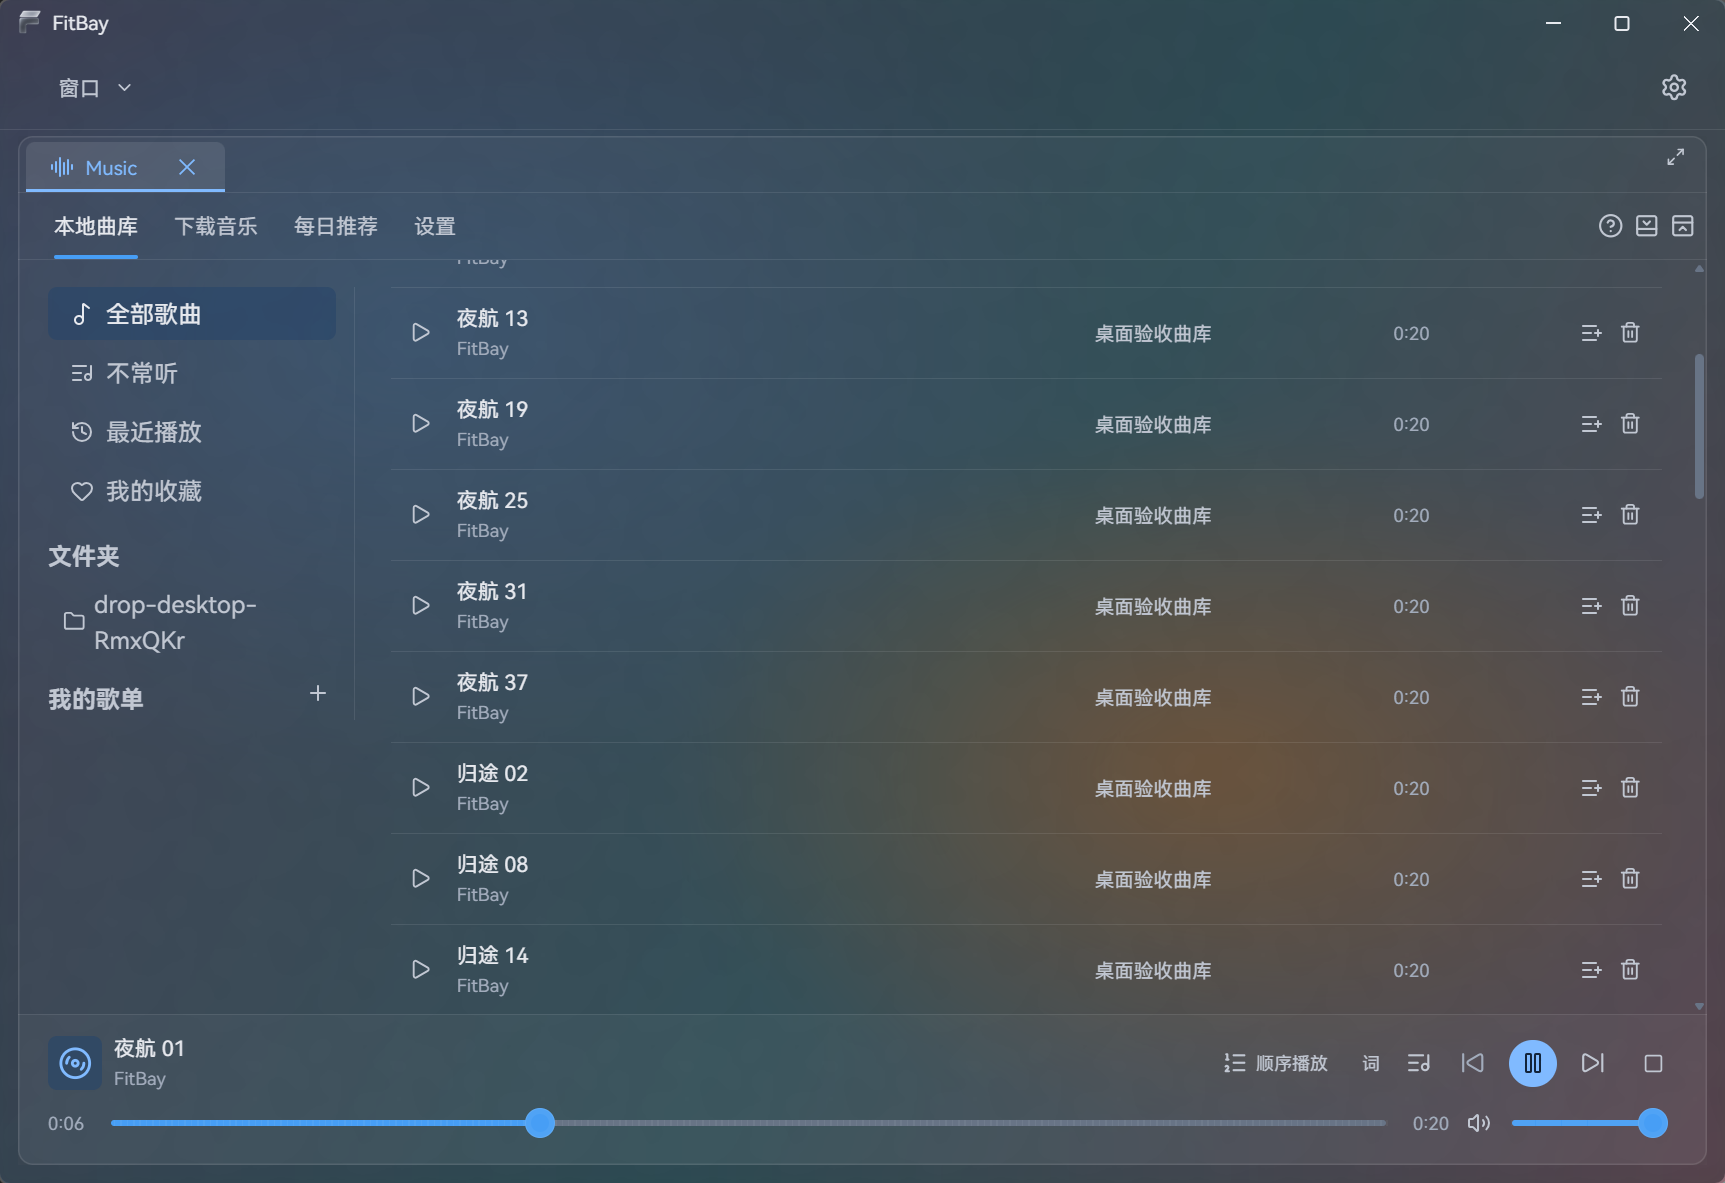 FitBay
窗口
Music
本地曲库 下载音乐 每日推荐 设置
全部歌曲
不常听
最近播放
我的收藏
文件夹
drop-desktop-
RmxQKr
我的歌单
FitBay
夜航 13
FitBay
桌面验收曲库 0:20
夜航 19
FitBay
桌面验收曲库 0:20
夜航 25
FitBay
桌面验收曲库 0:20
夜航 31
FitBay
桌面验收曲库 0:20
夜航 37
FitBay
桌面验收曲库 0:20
归途 02
FitBay
桌面验收曲库 0:20
归途 08
FitBay
桌面验收曲库 0:20
归途 14
FitBay
桌面验收曲库 0:20
夜航 01
FitBay
顺序播放 词
0:06 0:20